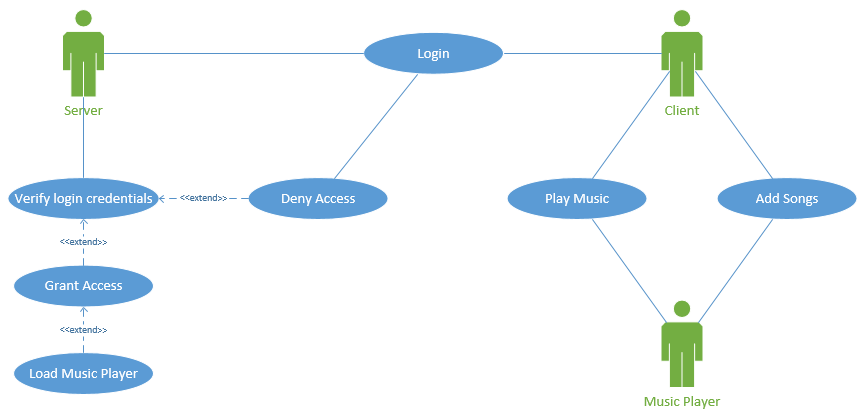 Login
Server
Client
Verify login credentials
<<extend>>
Deny Access
Play Music
Add Songs
<<extend>>
Grant Access
<<extend>>
Load Music Player
Music Player